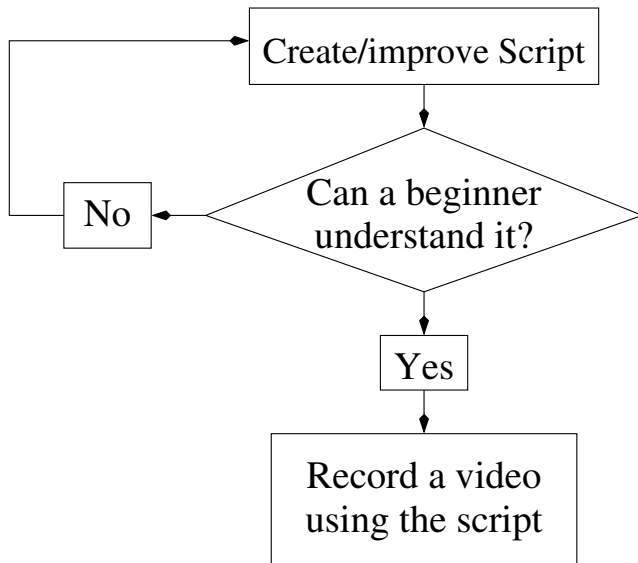 Create/improve Script
Can a beginner
understand it?
No
Yes
Record a video
using the script